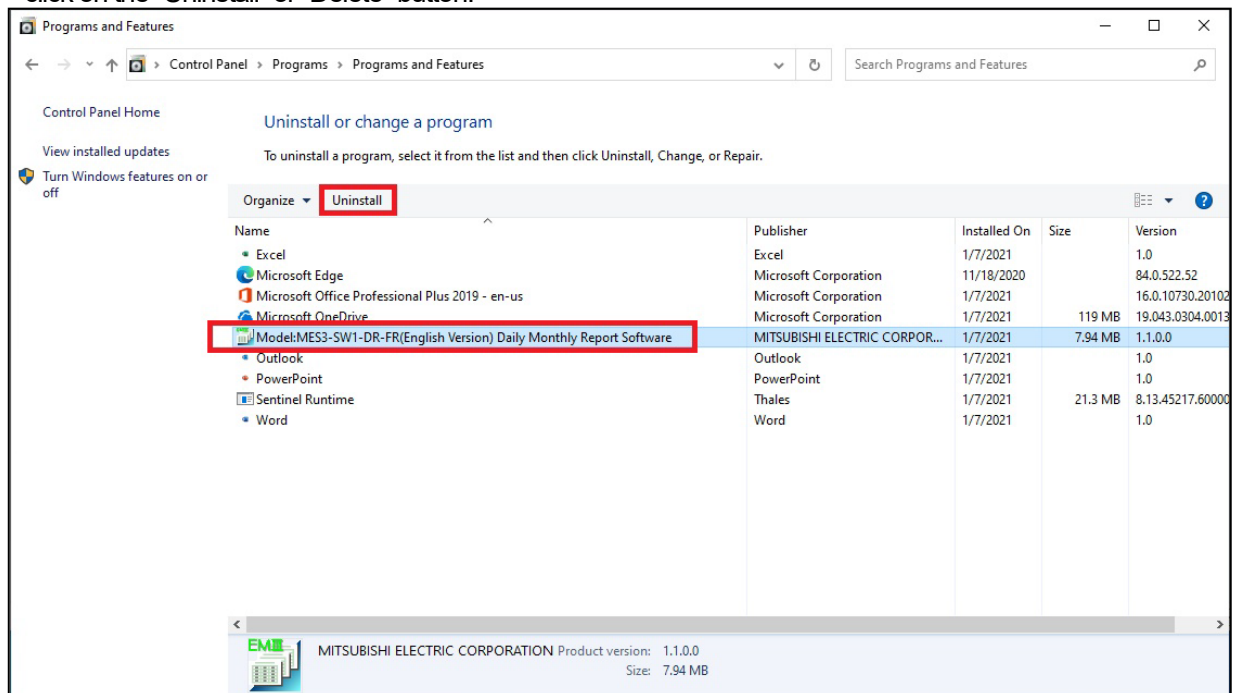 click on the "Uninstall" or "Delete" button.
Programs and Features
Control Panel > Programs > Programs and Features
Search Programs and Features
Control Panel Home
View installed updates
Turn Windows features on or
off
Uninstall or change a program
To uninstall a program, select it from the list and then click Uninstall, Change, or Repair.
Organize Uninstall
Name Publisher Installed On Size Version
Excel Excel 1/7/2021 1.0
Microsoft Edge Microsoft Corporation 11/18/2020 84.0.522.52
Microsoft Office Professional Plus 2019 - en-us Microsoft Corporation 1/7/2021 16.0.10730.20102
Microsoft OneDrive Microsoft Corporation 1/7/2021 119 MB 19.043.0304.0013
Model:MES3-SW1-DR-FR(English Version) Daily Monthly Report Software MITSUBISHI ELECTRIC CORPOR... 1/7/2021 7.94 MB 1.1.0.0
Outlook Outlook 1/7/2021 1.0
PowerPoint PowerPoint 1/7/2021 1.0
Sentinel Runtime Thales 1/7/2021 21.3 MB 8.13.45217.60000
Word Word 1/7/2021 1.0
MITSUBISHI ELECTRIC CORPORATION Product version: 1.1.0.0
Size: 7.94 MB